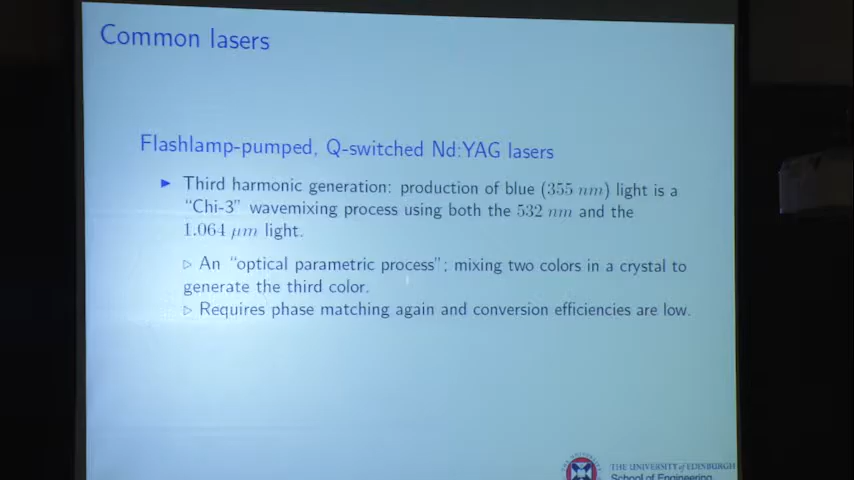 Common lasers
Flashlamp-pumped, Q-switched Nd:YAG lasers
▶ Third harmonic generation: production of blue (355 nm) light is a
“Chi-3” wavemixing process using both the 532 nm and the
1.064 μm light.
▷ An “optical parametric process”; mixing two colors in a crystal to
generate the third color.
▷ Requires phase matching again and conversion efficiencies are low.
THE UNIVERSITY of EDINBURGH
School of Engineering